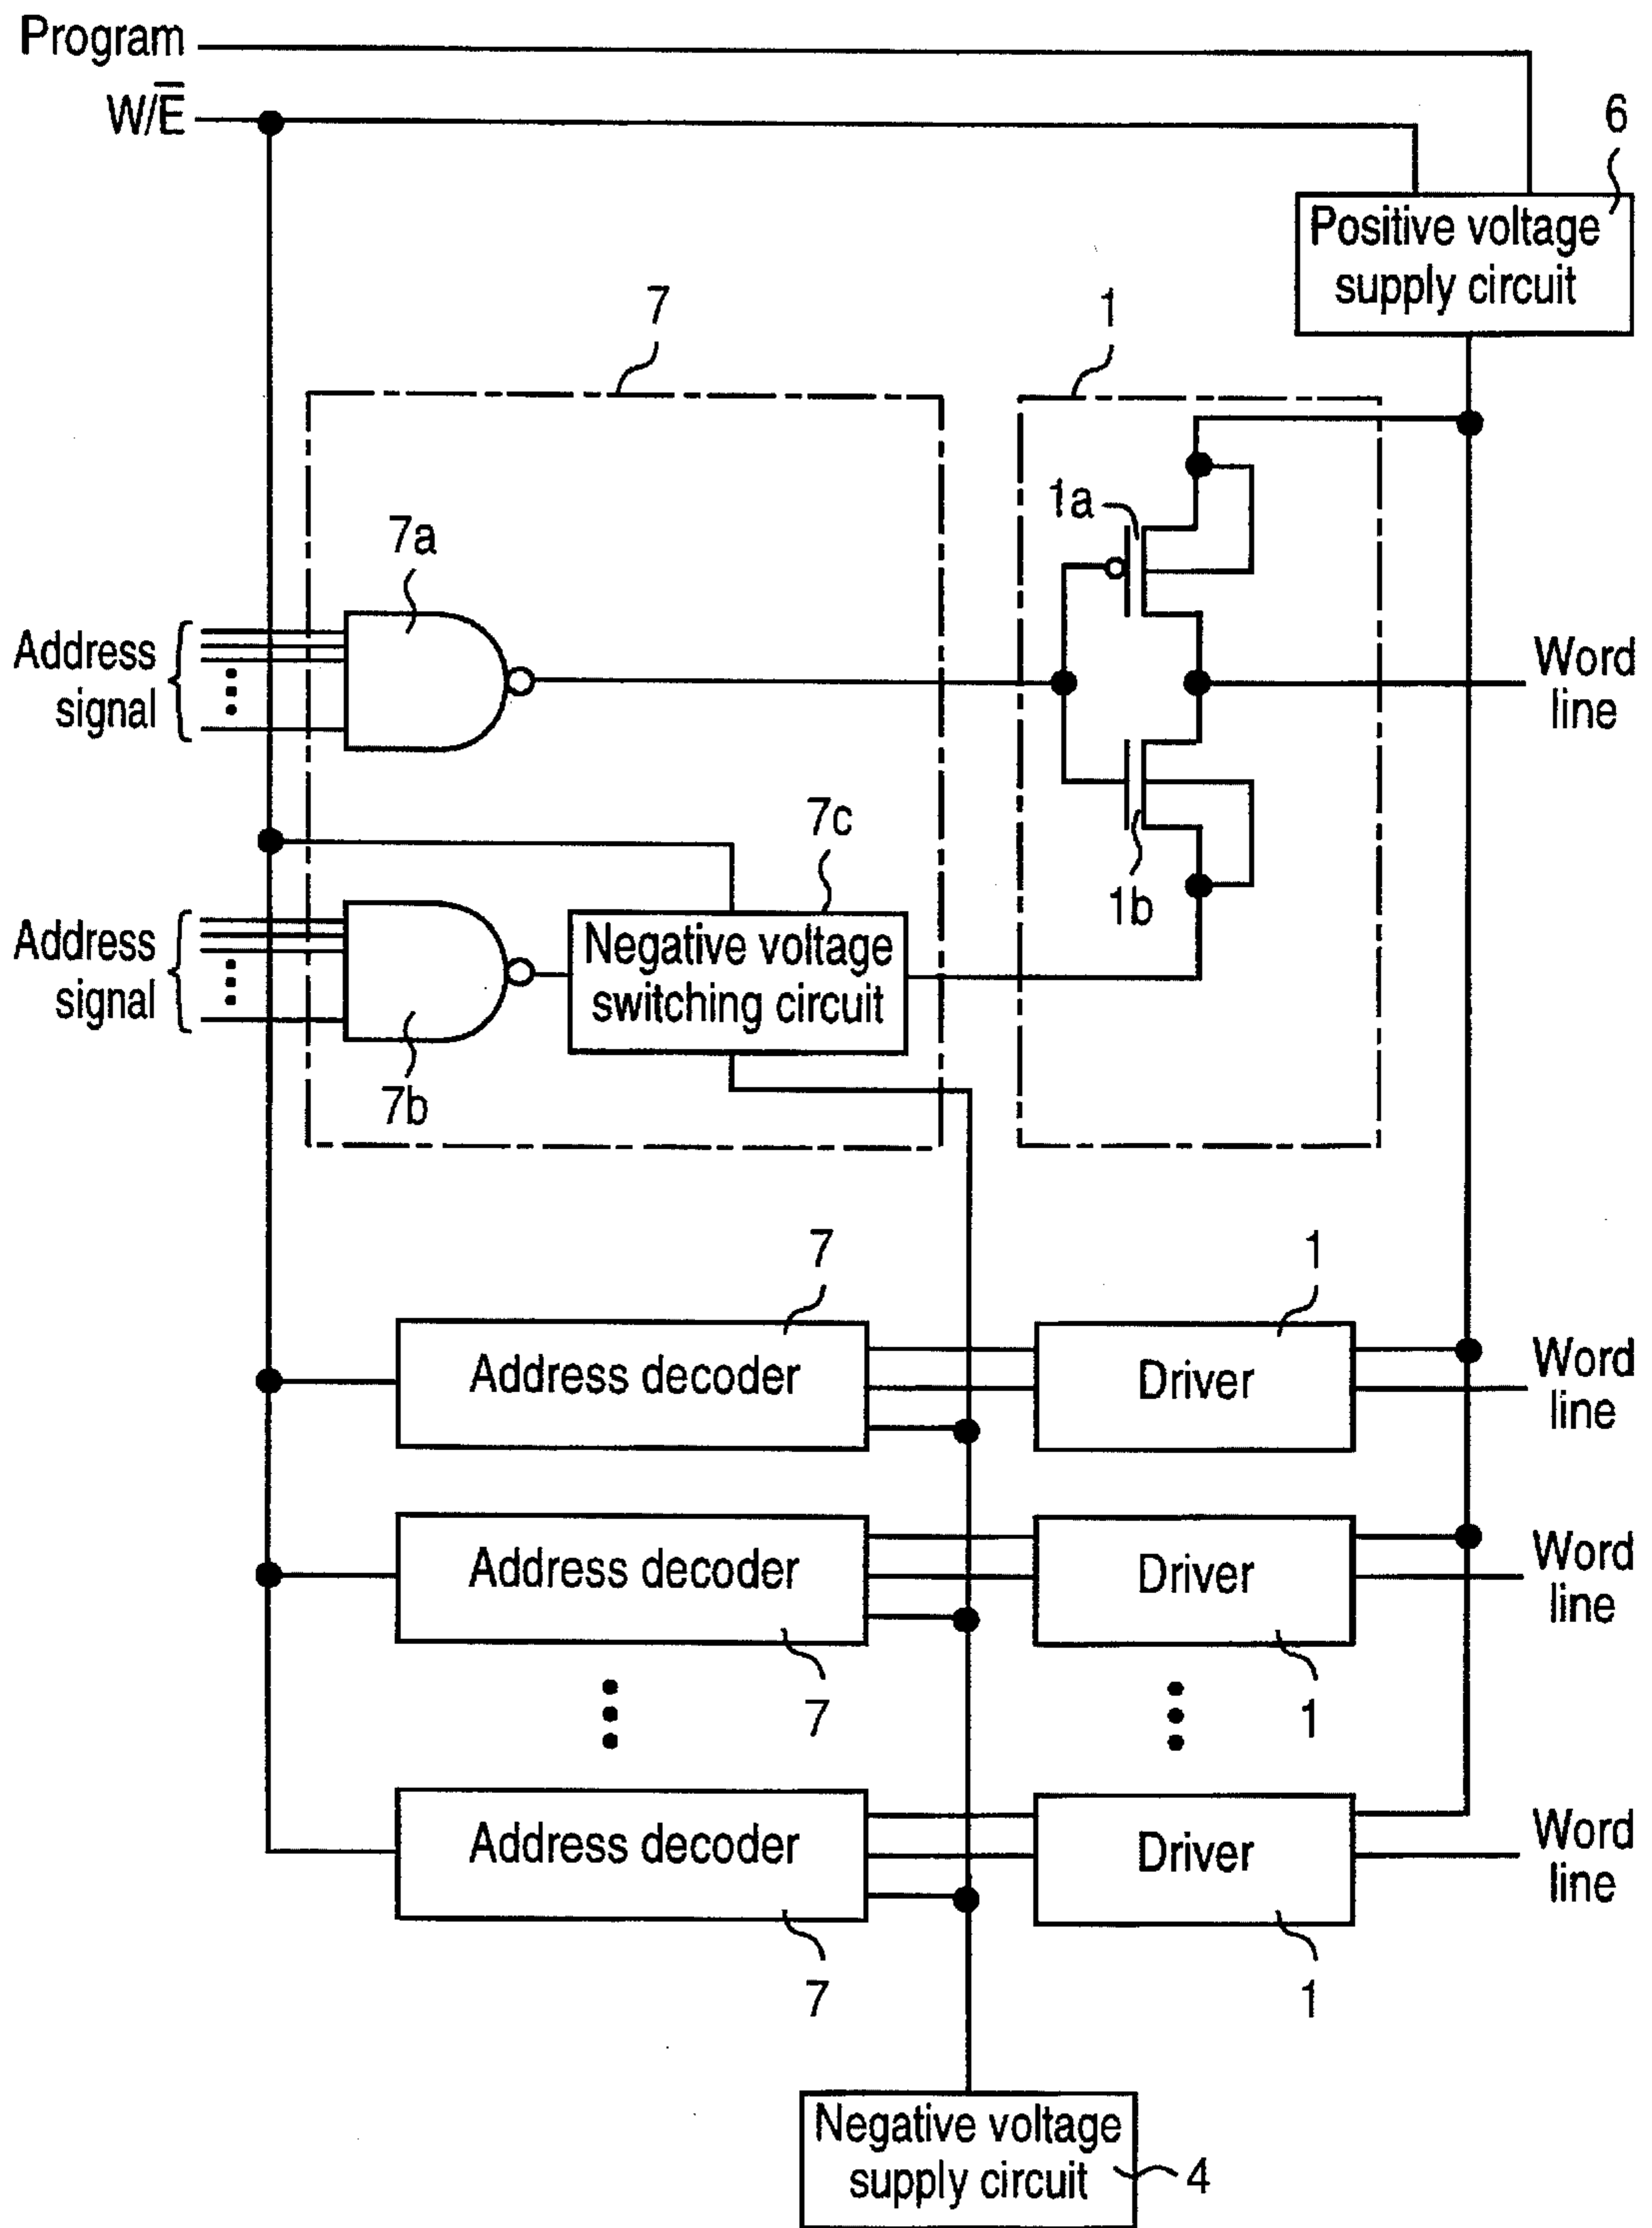 Program
W/E̅
6
Positive voltage
supply circuit
7
1
7a
1a
Address
signal
Word
line
7c
1b
Address
signal
Negative voltage
switching circuit
7b
7
1
Address decoder
Driver
Word
line
Address decoder
Driver
Word
line
7
1
Address decoder
Driver
Word
line
7
1
Negative voltage
supply circuit
4